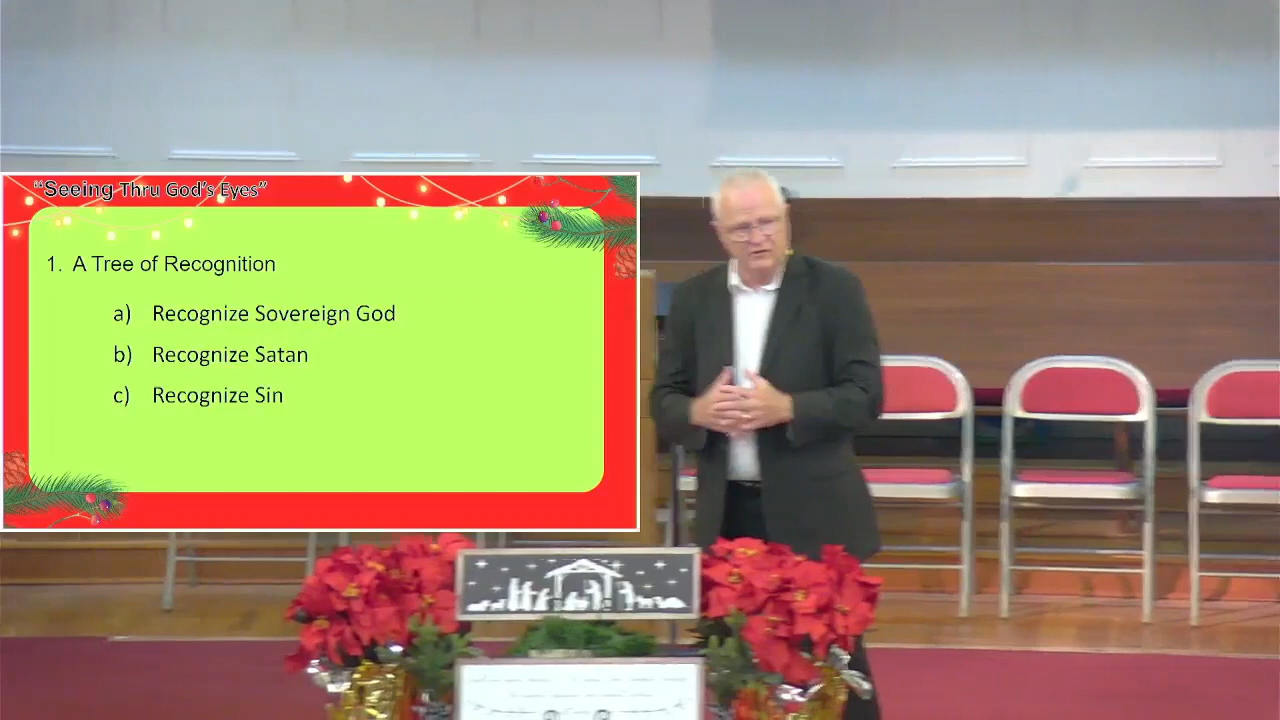 “Seeing Thru God’s Eyes”
1. A Tree of Recognition
a) Recognize Sovereign God
b) Recognize Satan
c) Recognize Sin